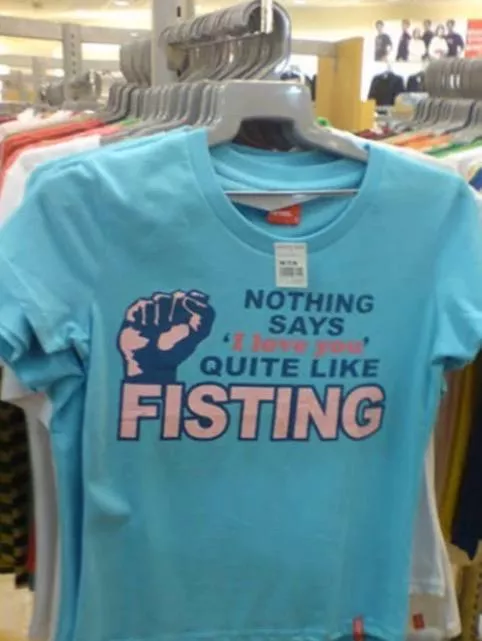 NOTHING
SAYS
'I love you'
QUITE LIKE
FISTING